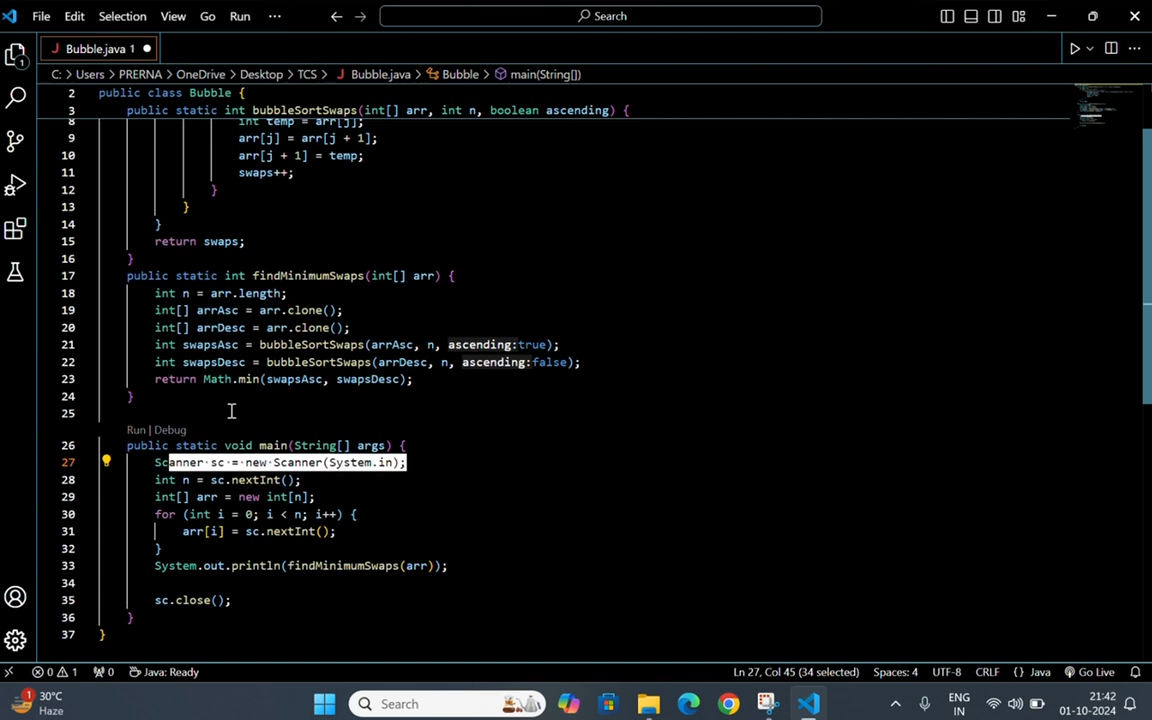 File Edit Selection View Go Run ··· Search
Bubble.java 1
C: > Users > PRERNA > OneDrive > Desktop > TCS > Bubble.java > Bubble > main(String[])
2 public class Bubble {
3 public static int bubbleSortSwaps(int[] arr, int n, boolean ascending) {
8 int temp = arr[j];
9 arr[j] = arr[j + 1];
10 arr[j + 1] = temp;
11 swaps++;
12 }
13 }
14 }
15 return swaps;
16 }
17 public static int findMinimumSwaps(int[] arr) {
18 int n = arr.length;
19 int[] arrAsc = arr.clone();
20 int[] arrDesc = arr.clone();
21 int swapsAsc = bubbleSortSwaps(arrAsc, n, ascending:true);
22 int swapsDesc = bubbleSortSwaps(arrDesc, n, ascending:false);
23 return Math.min(swapsAsc, swapsDesc);
24 }
25
Run | Debug
26 public static void main(String[] args) {
27 Scanner sc = new Scanner(System.in);
28 int n = sc.nextInt();
29 int[] arr = new int[n];
30 for (int i = 0; i < n; i++) {
31 arr[i] = sc.nextInt();
32 }
33 System.out.println(findMinimumSwaps(arr));
34
35 sc.close();
36 }
37 }
0 1 0 Java: Ready Ln 27, Col 45 (34 selected) Spaces: 4 UTF-8 CRLF {} Java Go Live
1 30°C Search ENG 21:42
Haze IN 01-10-2024